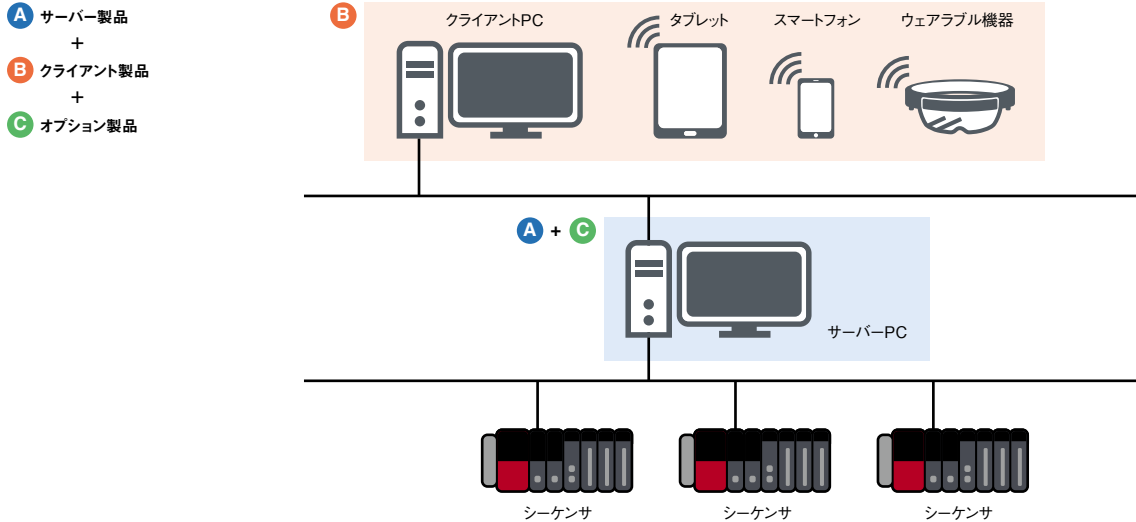 A サーバー製品
+
B クライアント製品
+
C オプション製品
B
クライアントPC
タブレット
スマートフォン
ウェアラブル機器
A + C
サーバーPC
シーケンサ
シーケンサ
シーケンサ